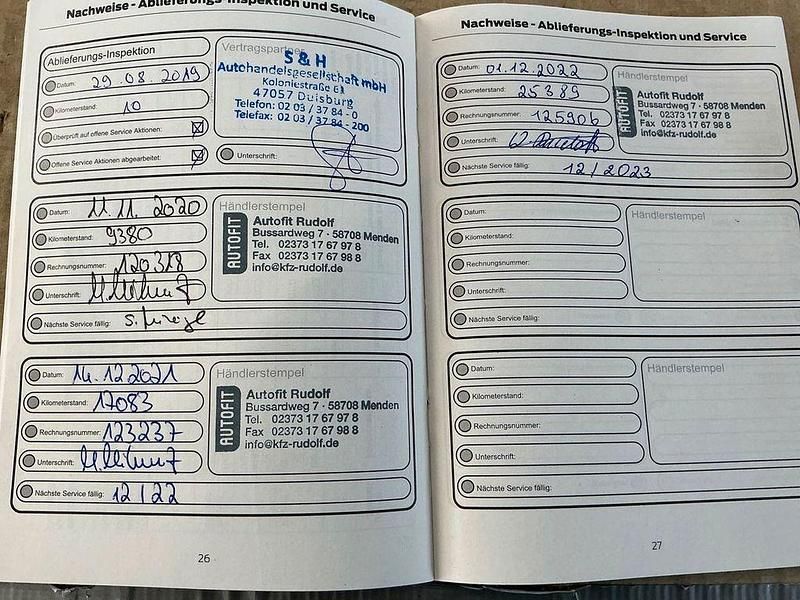 Nachweise - Ablieferungs-Inspektion und Service
Ablieferungs-Inspektion
Datum: 29.08.2019
Kilometerstand: 10
Überprüft auf offene Service Aktionen:
Offene Service Aktionen abgearbeitet:
Vertragspartner
S & H
Autohandelsgesellschaft mbH
Koloniestraße
47057 Duisburg
Telefon: 02 03 / 37 84 - 0
Telefax: 02 03 / 37 84 - 200
Unterschrift:
Datum: 11.11.2020
Kilometerstand: 9380
Rechnungsnummer: 120318
Unterschrift:
Nächste Service fällig:
Händlerstempel
AUTOFIT
Autofit Rudolf
Bussardweg 7 · 58708 Menden
Tel. 02373 17 67 97 8
Fax 02373 17 67 98 8
info@kfz-rudolf.de
Datum: 14.12.2021
Kilometerstand: 17083
Rechnungsnummer: 123237
Unterschrift:
Nächste Service fällig: 12/22
Händlerstempel
AUTOFIT
Autofit Rudolf
Bussardweg 7 · 58708 Menden
Tel. 02373 17 67 97 8
Fax 02373 17 67 98 8
info@kfz-rudolf.de
26
Nachweise - Ablieferungs-Inspektion und Service
Datum: 01.12.2022
Kilometerstand: 25389
Rechnungsnummer: 125906
Unterschrift:
Nächste Service fällig: 12/2023
Händlerstempel
AUTOFIT
Autofit Rudolf
Bussardweg 7 · 58708 Menden
Tel. 02373 17 67 97 8
Fax 02373 17 67 98 8
info@kfz-rudolf.de
Datum:
Kilometerstand:
Rechnungsnummer:
Unterschrift:
Nächste Service fällig:
Händlerstempel
Datum:
Kilometerstand:
Rechnungsnummer:
Unterschrift:
Nächste Service fällig:
Händlerstempel
27